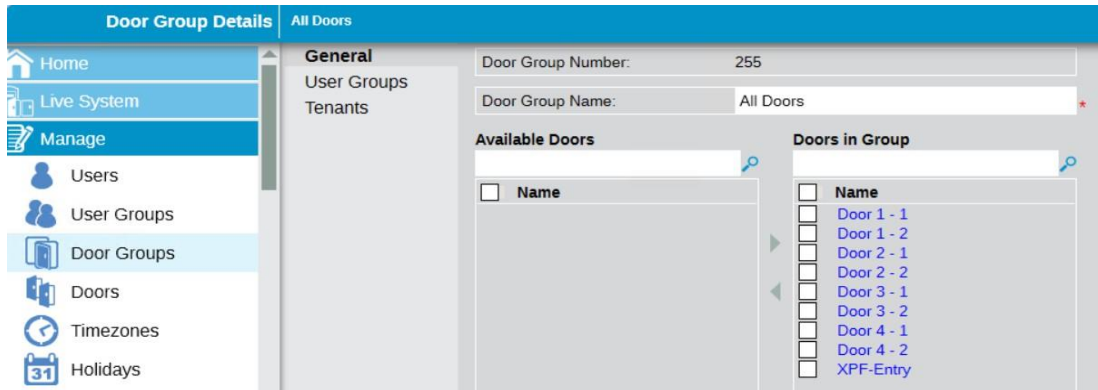 Door Group Details
All Doors
Home
Live System
Manage
Users
User Groups
Door Groups
Doors
Timezones
31
Holidays
General
User Groups
Tenants
Door Group Number: 255
Door Group Name: All Doors *
Available Doors
Name
Doors in Group
Name
Door 1 - 1
Door 1 - 2
Door 2 - 1
Door 2 - 2
Door 3 - 1
Door 3 - 2
Door 4 - 1
Door 4 - 2
XPF-Entry